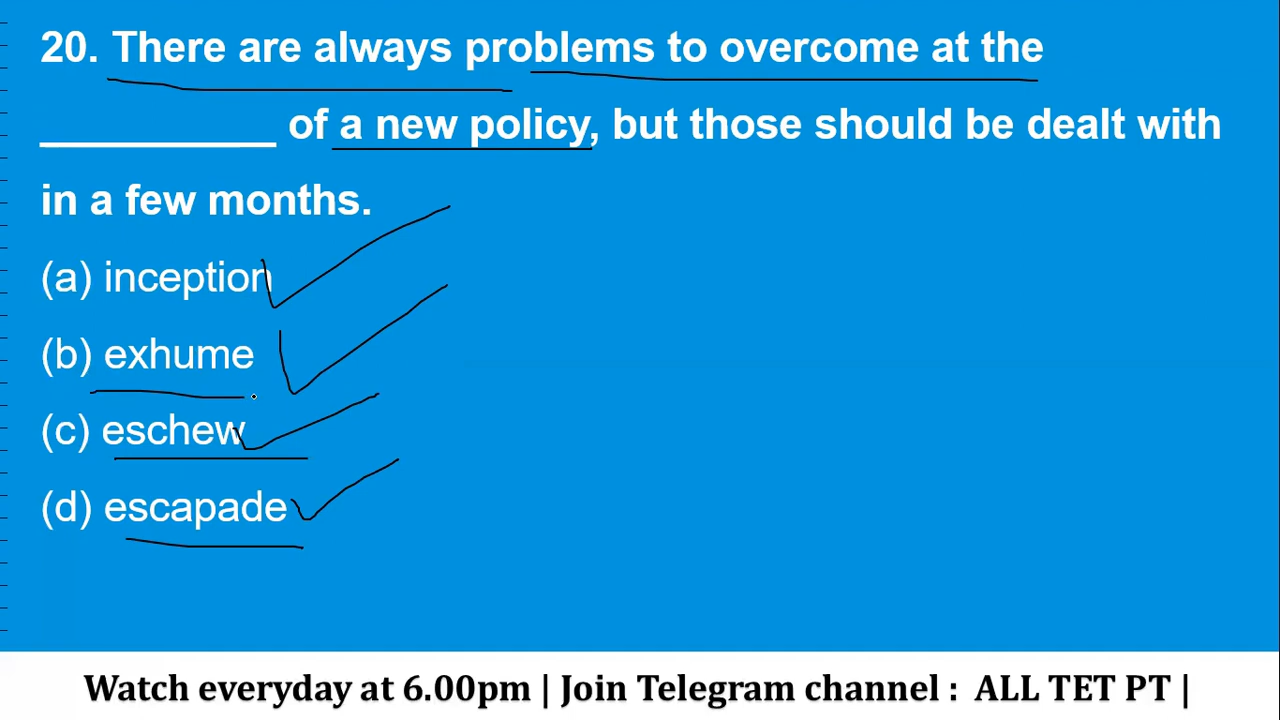 20. There are always problems to overcome at the
____________ of a new policy, but those should be dealt with
in a few months.
(a) inception
(b) exhume
(c) eschew
(d) escapade
Watch everyday at 6.00pm | Join Telegram channel : ALL TET PT |